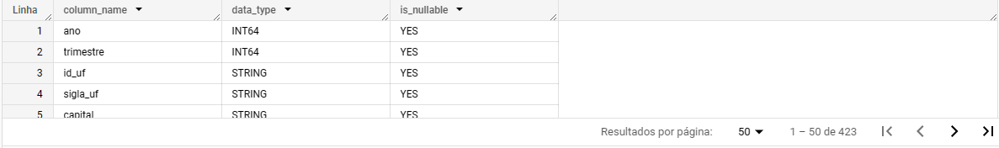 Linha column_name data_type is_nullable
1 ano INT64 YES
2 trimestre INT64 YES
3 id_uf STRING YES
4 sigla_uf STRING YES
5 capital STRING YES
Resultados por página: 50 1 – 50 de 423